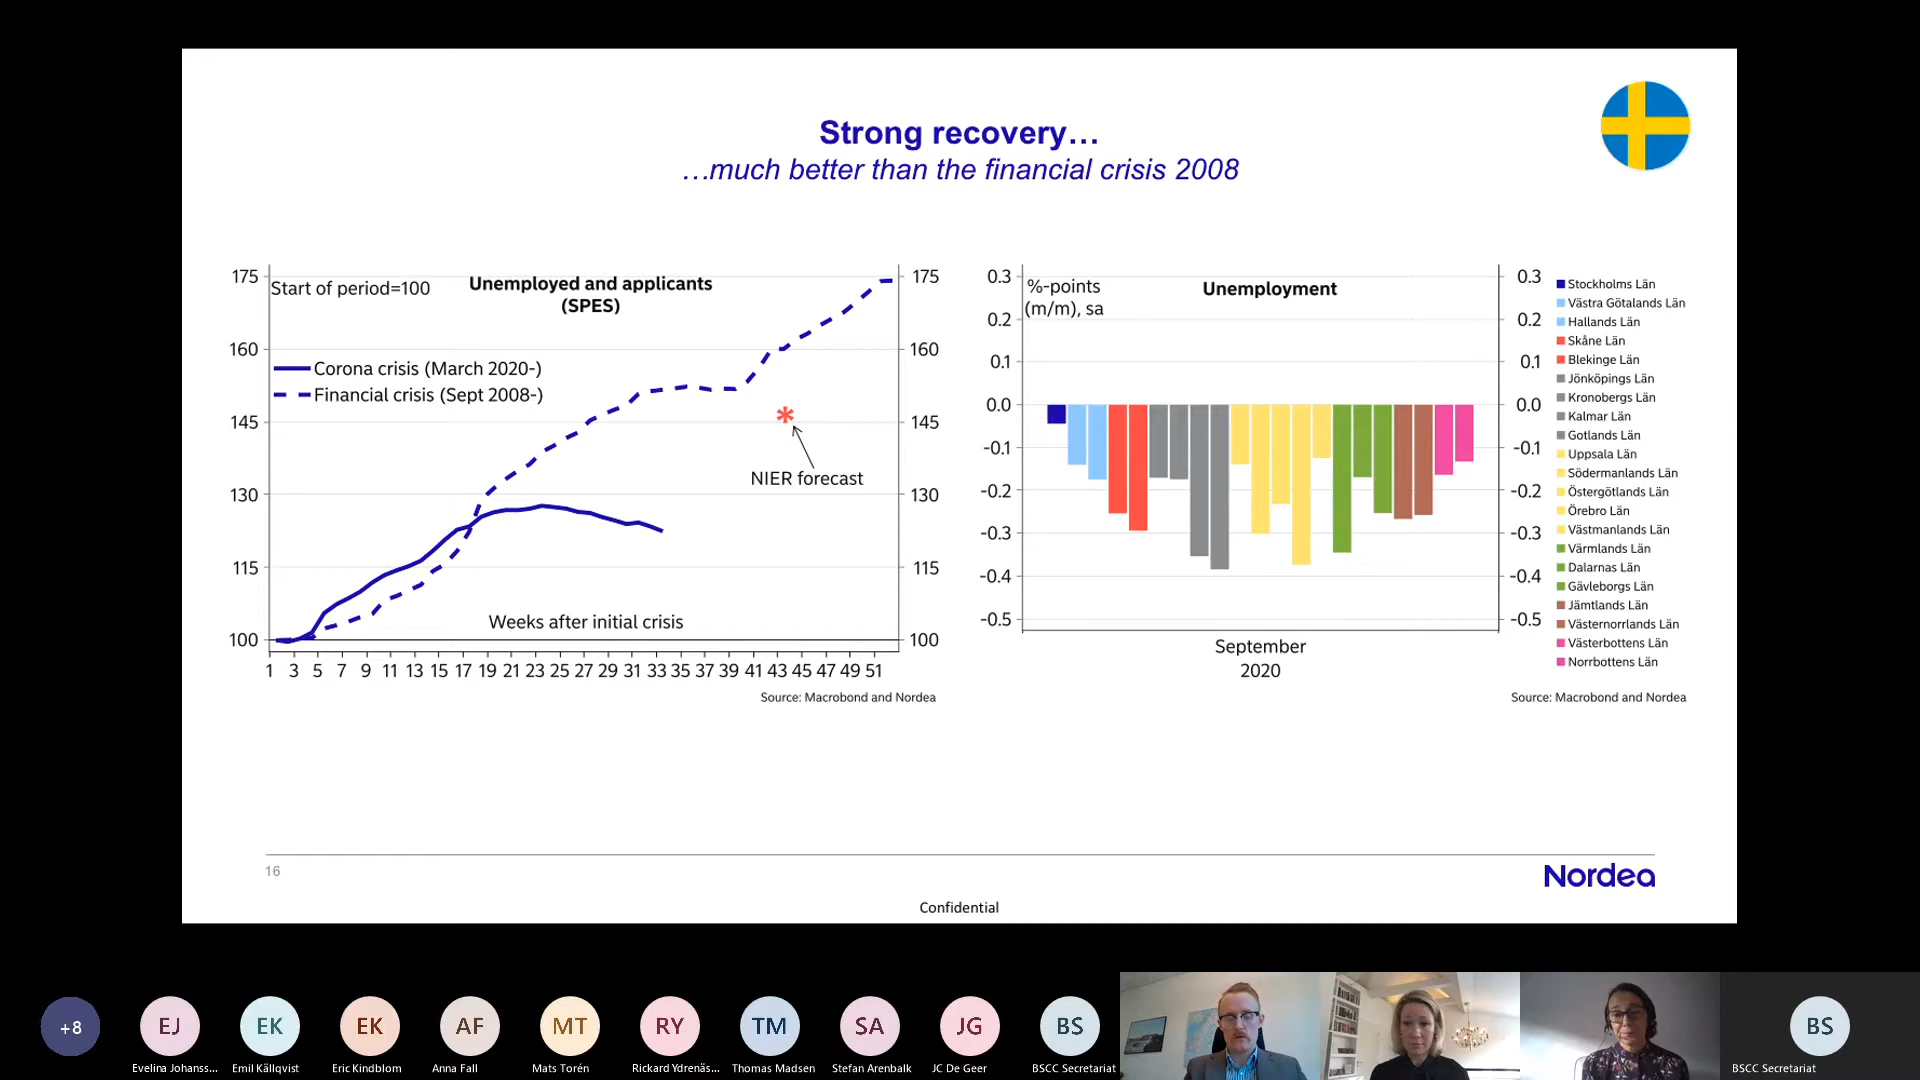 Strong recovery…
…much better than the financial crisis 2008
175
160
145
130
115
100
Start of period=100
Unemployed and applicants
(SPES)
Corona crisis (March 2020-)
Financial crisis (Sept 2008-)
*
NIER forecast
Weeks after initial crisis
175
160
145
130
115
100
1 3 5 7 9 11 13 15 17 19 21 23 25 27 29 31 33 35 37 39 41 43 45 47 49 51
Source: Macrobond and Nordea
0.3
0.2
0.1
0.0
-0.1
-0.2
-0.3
-0.4
-0.5
%-points
(m/m), sa
Unemployment
0.3
0.2
0.1
0.0
-0.1
-0.2
-0.3
-0.4
-0.5
September
2020
Stockholms Län
Västra Götalands Län
Hallands Län
Skåne Län
Blekinge Län
Jönköpings Län
Kronobergs Län
Kalmar Län
Gotlands Län
Uppsala Län
Södermanlands Län
Östergötlands Län
Örebro Län
Västmanlands Län
Värmlands Län
Dalarnas Län
Gävleborgs Län
Jämtlands Län
Västernorrlands Län
Västerbottens Län
Norrbottens Län
Source: Macrobond and Nordea
16
Nordea
Confidential
+8
EJ
EK
EK
AF
MT
RY
TM
SA
JG
BS
BS
Evelina Johanss...
Emil Källqvist
Eric Kindblom
Anna Fall
Mats Torén
Rickard Ydrenäs...
Thomas Madsen
Stefan Arenbalk
JC De Geer
BSCC Secretariat
BSCC Secretariat